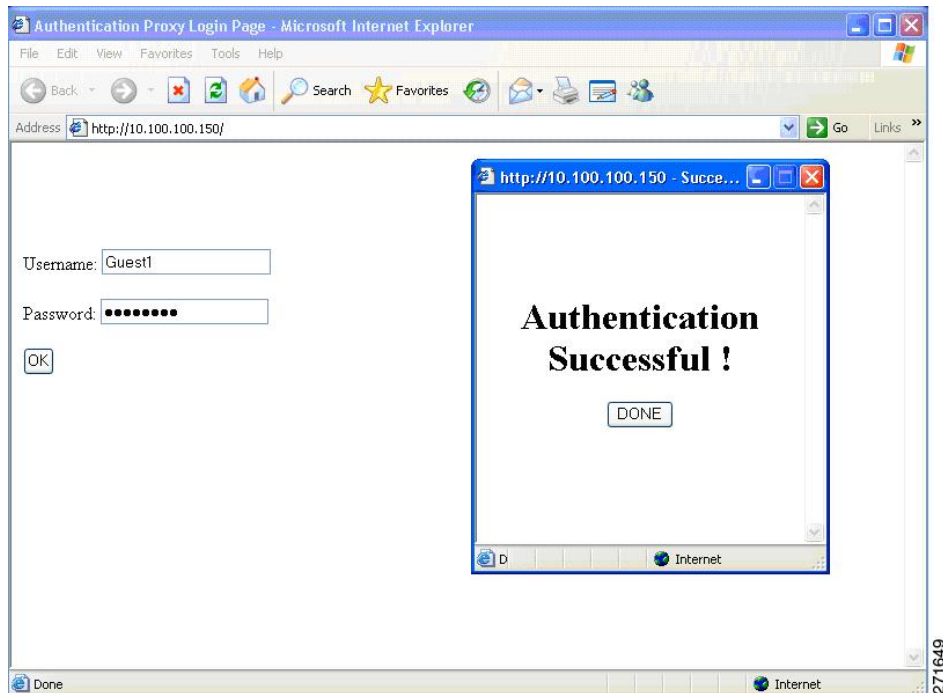 Authentication Proxy Login Page - Microsoft Internet Explorer
File Edit View Favorites Tools Help
Back Search Favorites
Address http://10.100.100.150/ Go Links »
http://10.100.100.150 - Succe...
Username: Guest1
Password: ••••••••
OK
Authentication
Successful !
DONE
D Internet
Done Internet
271649